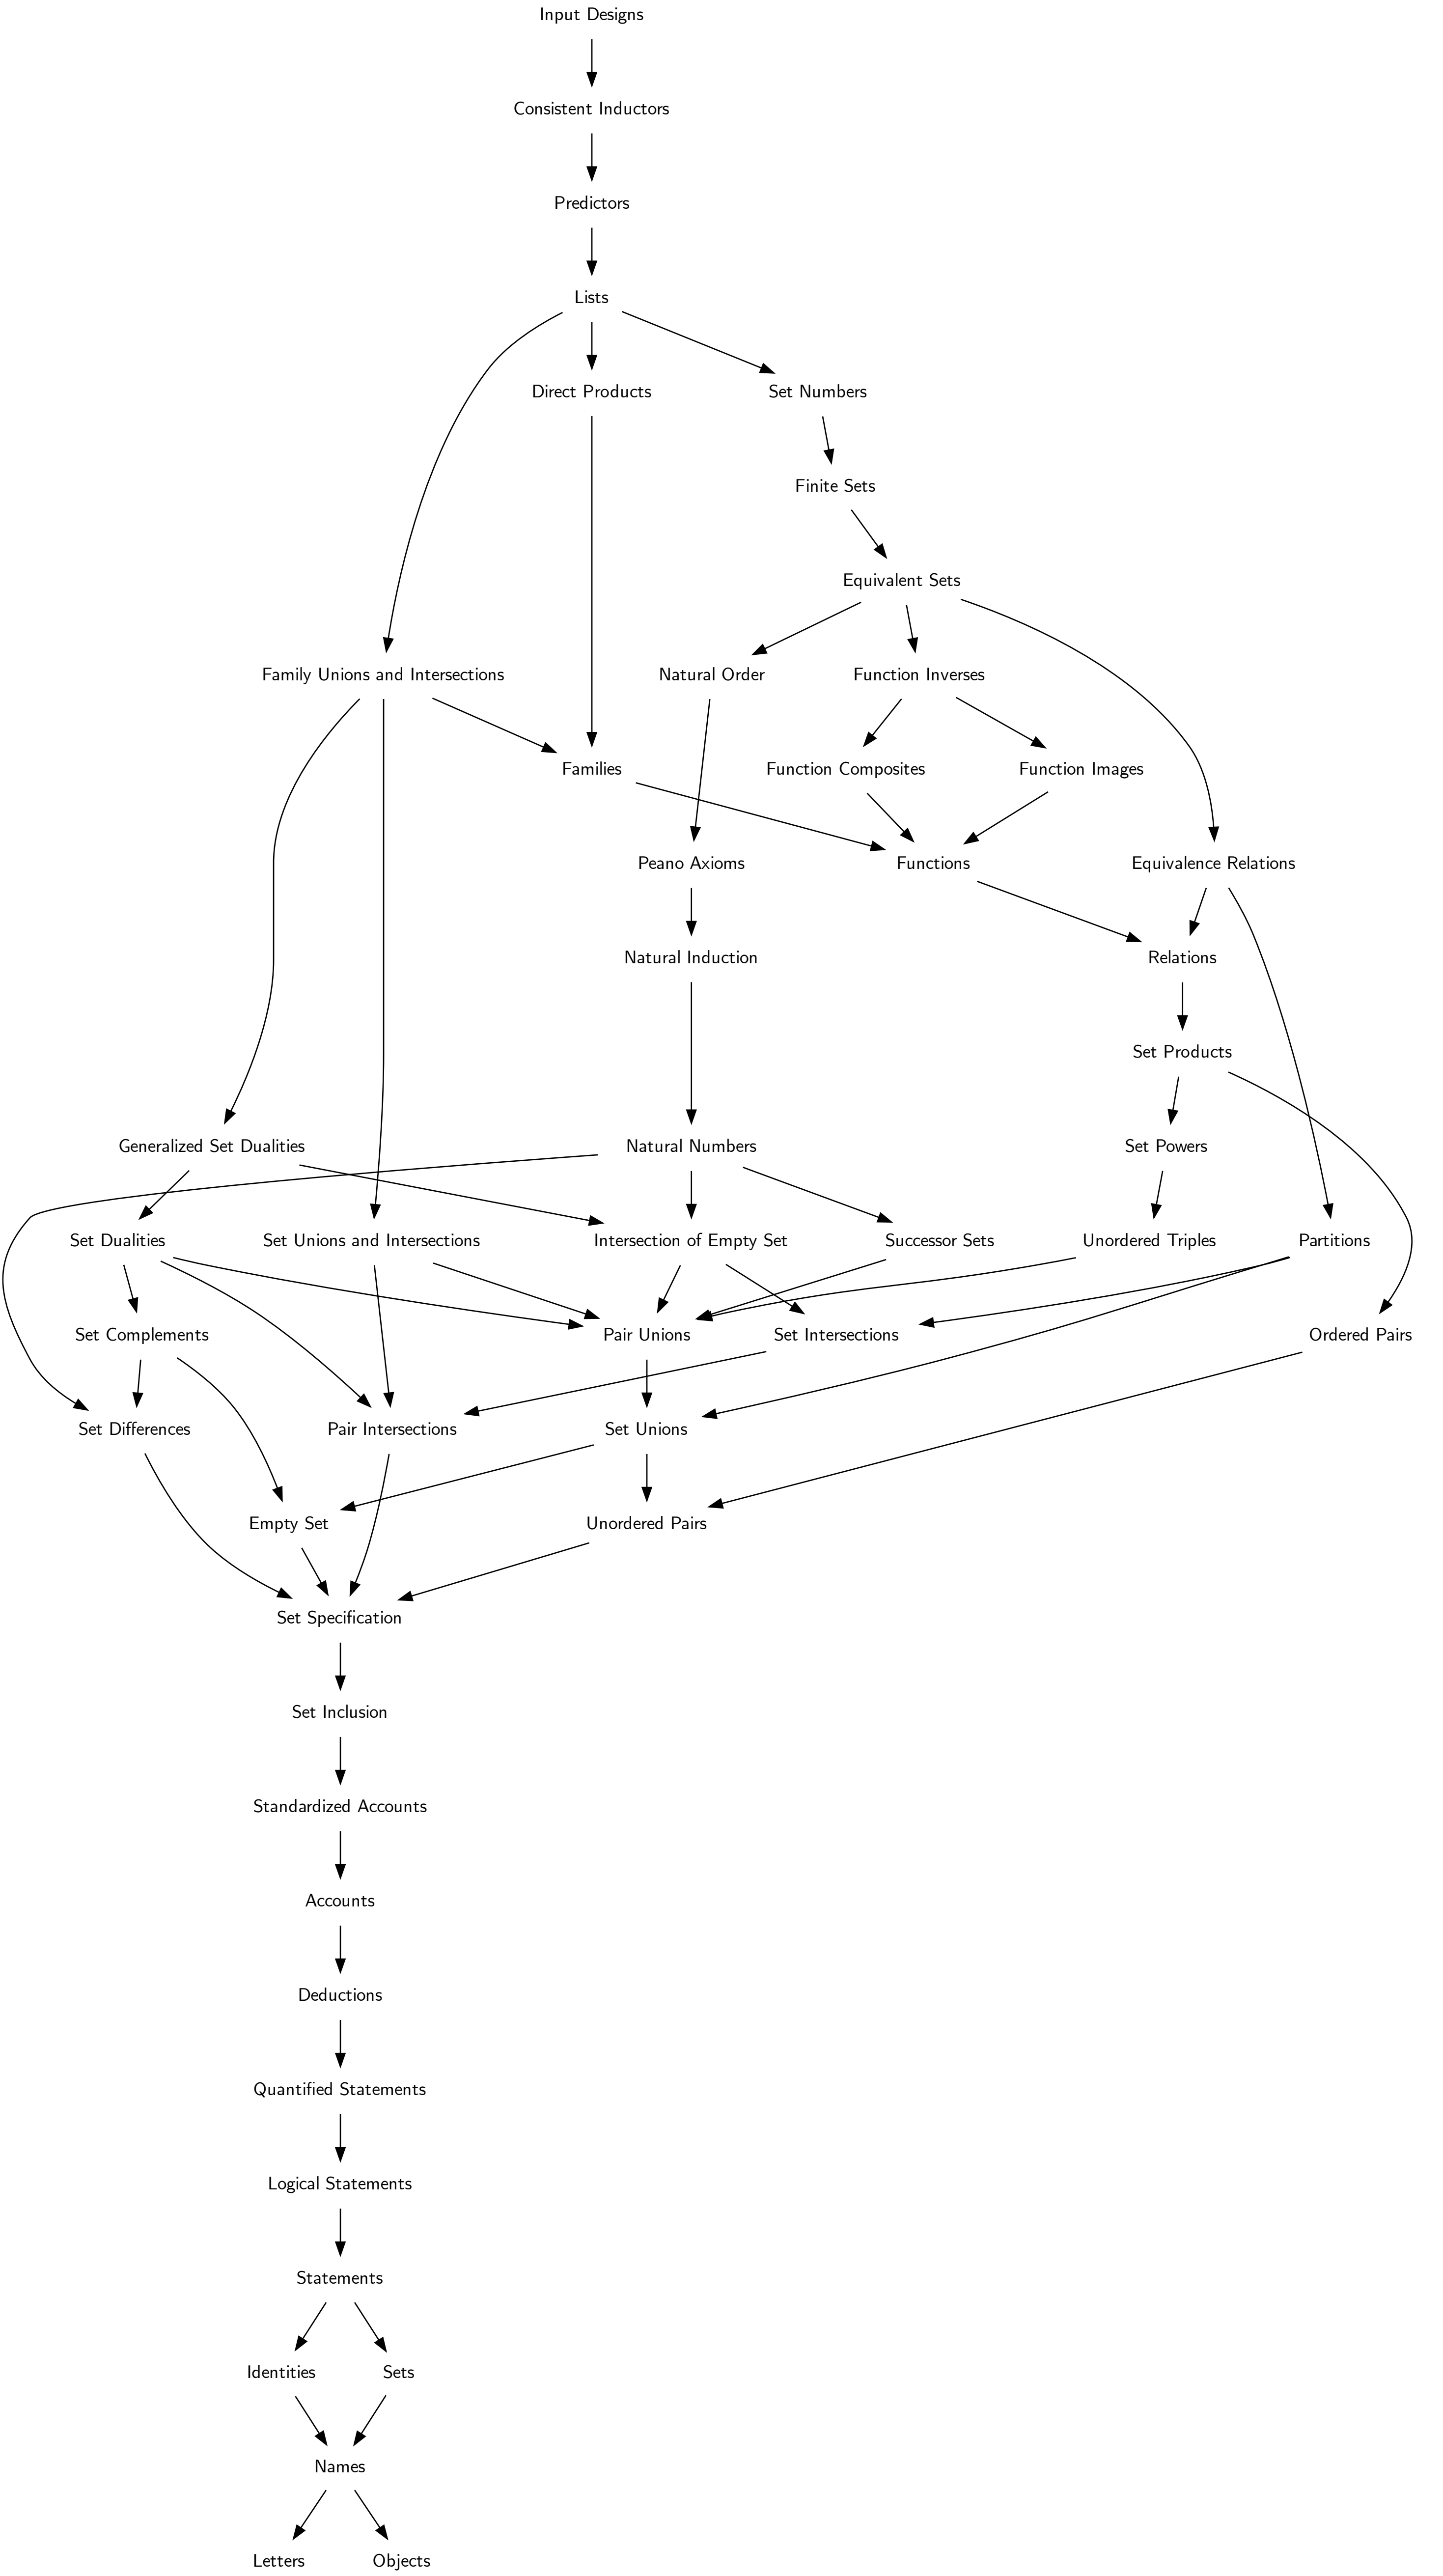 Input Designs
Consistent Inductors
Predictors
Lists
Direct Products
Set Numbers
Finite Sets
Equivalent Sets
Family Unions and Intersections
Natural Order
Function Inverses
Families
Function Composites
Function Images
Peano Axioms
Functions
Equivalence Relations
Natural Induction
Relations
Set Products
Generalized Set Dualities
Natural Numbers
Set Powers
Set Dualities
Set Unions and Intersections
Intersection of Empty Set
Successor Sets
Unordered Triples
Partitions
Set Complements
Pair Unions
Set Intersections
Ordered Pairs
Set Differences
Pair Intersections
Set Unions
Empty Set
Unordered Pairs
Set Specification
Set Inclusion
Standardized Accounts
Accounts
Deductions
Quantified Statements
Logical Statements
Statements
Identities
Sets
Names
Letters
Objects